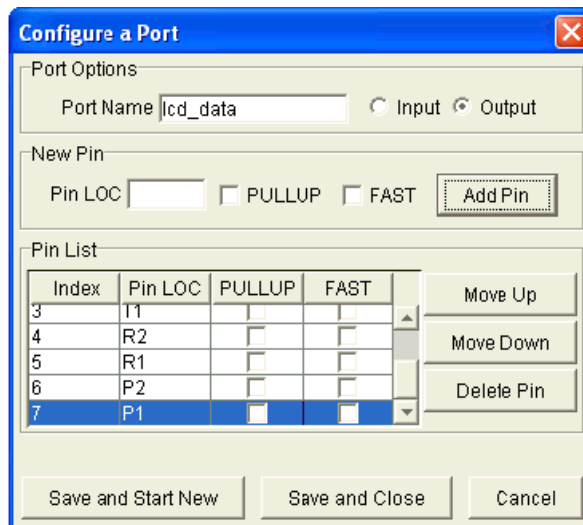 Configure a Port
Port Options
Port Name lcd_data Input Output
New Pin
Pin LOC PULLUP FAST Add Pin
Pin List
Index Pin LOC PULLUP FAST
3 T1
4 R2
5 R1
6 P2
7 P1
Move Up
Move Down
Delete Pin
Save and Start New Save and Close Cancel